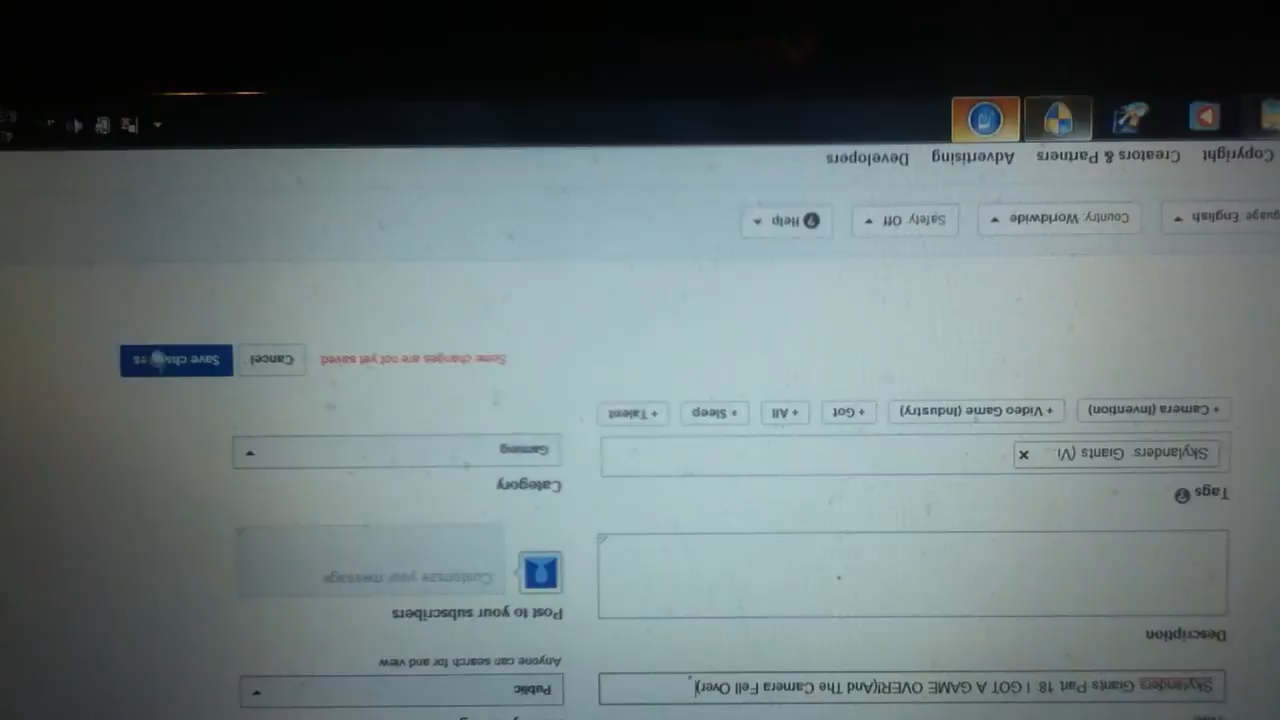 Skylanders Giants Part 18 I GOT A GAME OVER!(And The Camera Fell Over)
Public
Anyone can search for and view
Description
Post to your subscribers
Customize your message
Tags
Category
Skylanders: Giants (Vi
Gaming
+ Camera (Invention) + Video Game (Industry) + Got + All + Sleep + Talent
Some changes are not yet saved Cancel Save changes
guage: English Country: Worldwide Safety: Off Help
Copyright Creators & Partners Advertising Developers